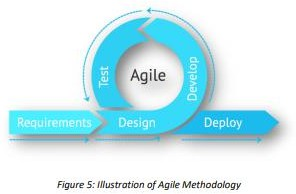 Test
Agile
Develop
Requirements
Design
Deploy
Figure 5: Illustration of Agile Methodology